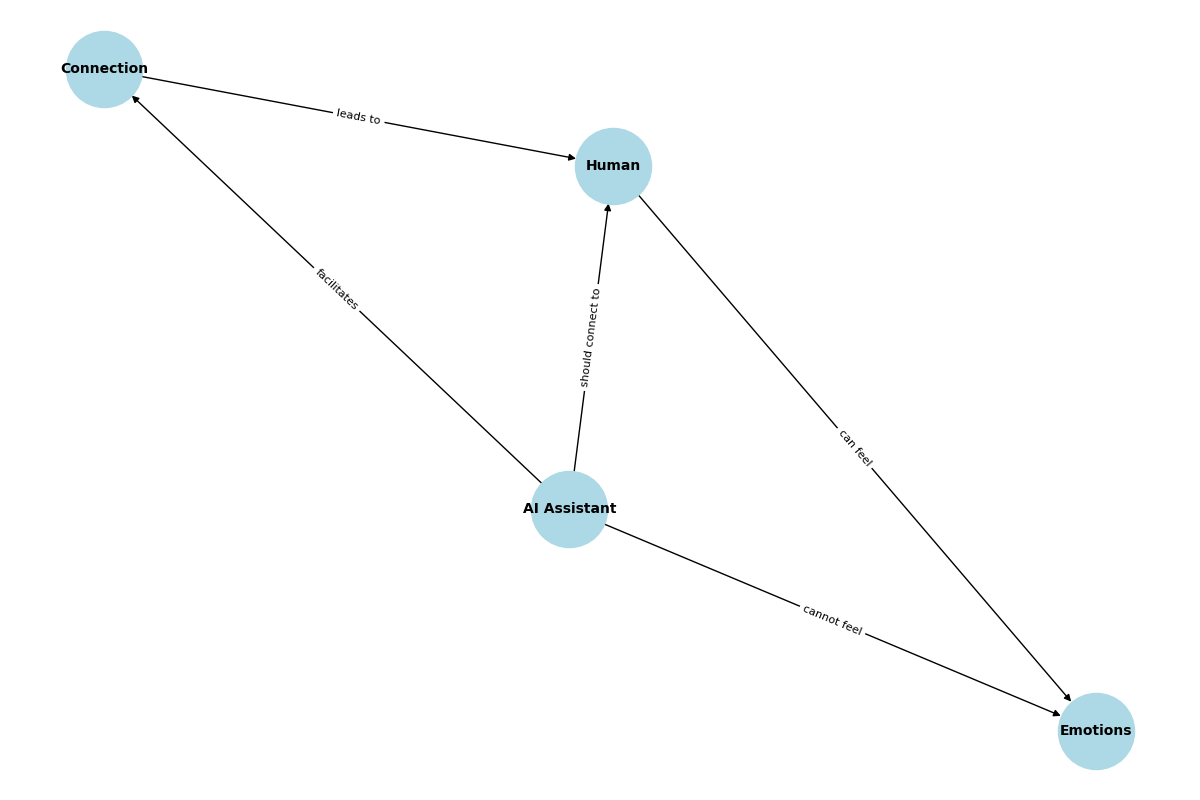 Connection
leads to
Human
facilitates
should connect to
can feel
AI Assistant
cannot feel
Emotions